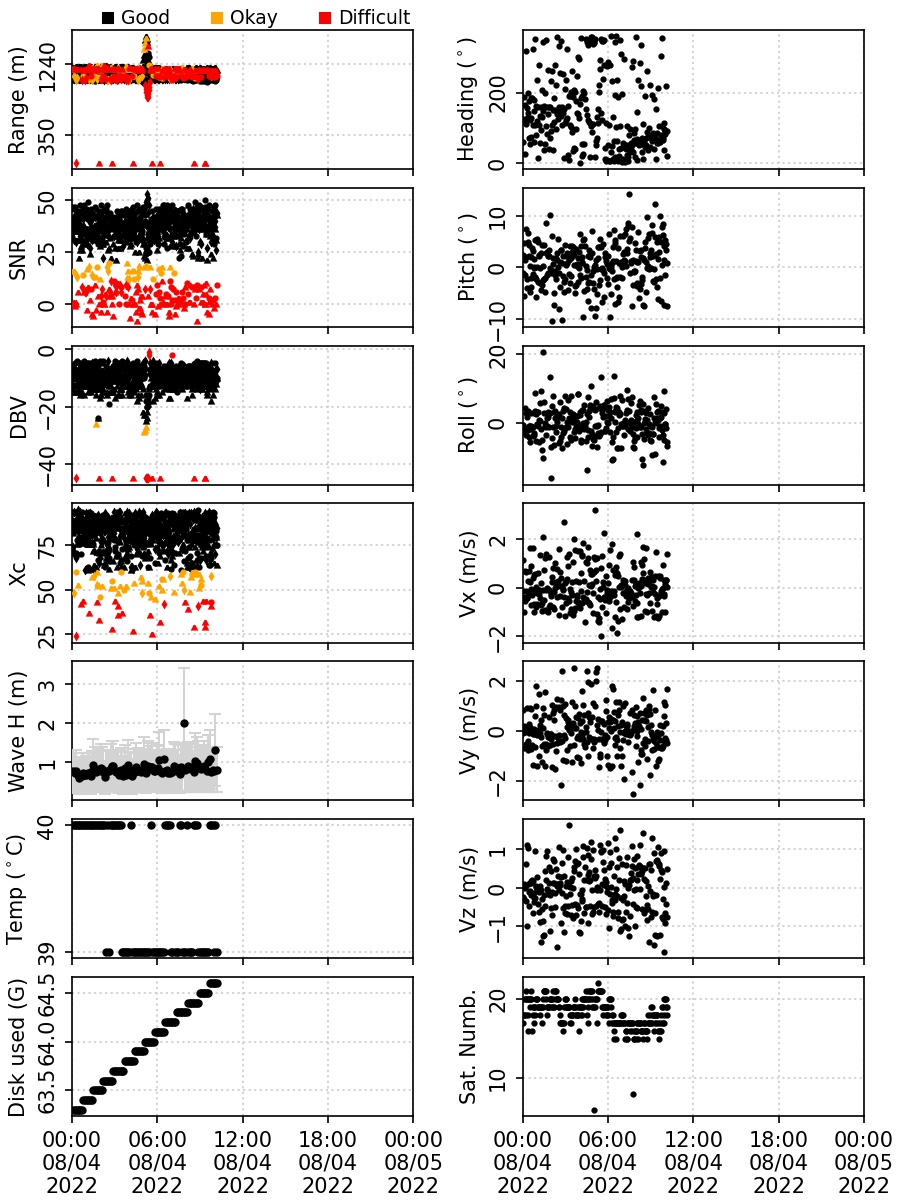 Good Okay Difficult
Range (m)
1240
350
Heading (°)
200
0
SNR
50
25
0
Pitch (°)
10
0
−10
DBV
0
−20
−40
Roll (°)
20
0
Xc
75
50
25
Vx (m/s)
2
0
−2
Wave H (m)
3
2
1
Vy (m/s)
2
0
−2
Temp (°C)
40
39
Vz (m/s)
1
0
−1
Disk used (G)
64.5
64.0
63.5
Sat. Numb.
20
10
00:00 06:00 12:00 18:00 00:00
08/04 08/04 08/04 08/04 08/05
2022 2022 2022 2022 2022
00:00 06:00 12:00 18:00 00:00
08/04 08/04 08/04 08/04 08/05
2022 2022 2022 2022 2022